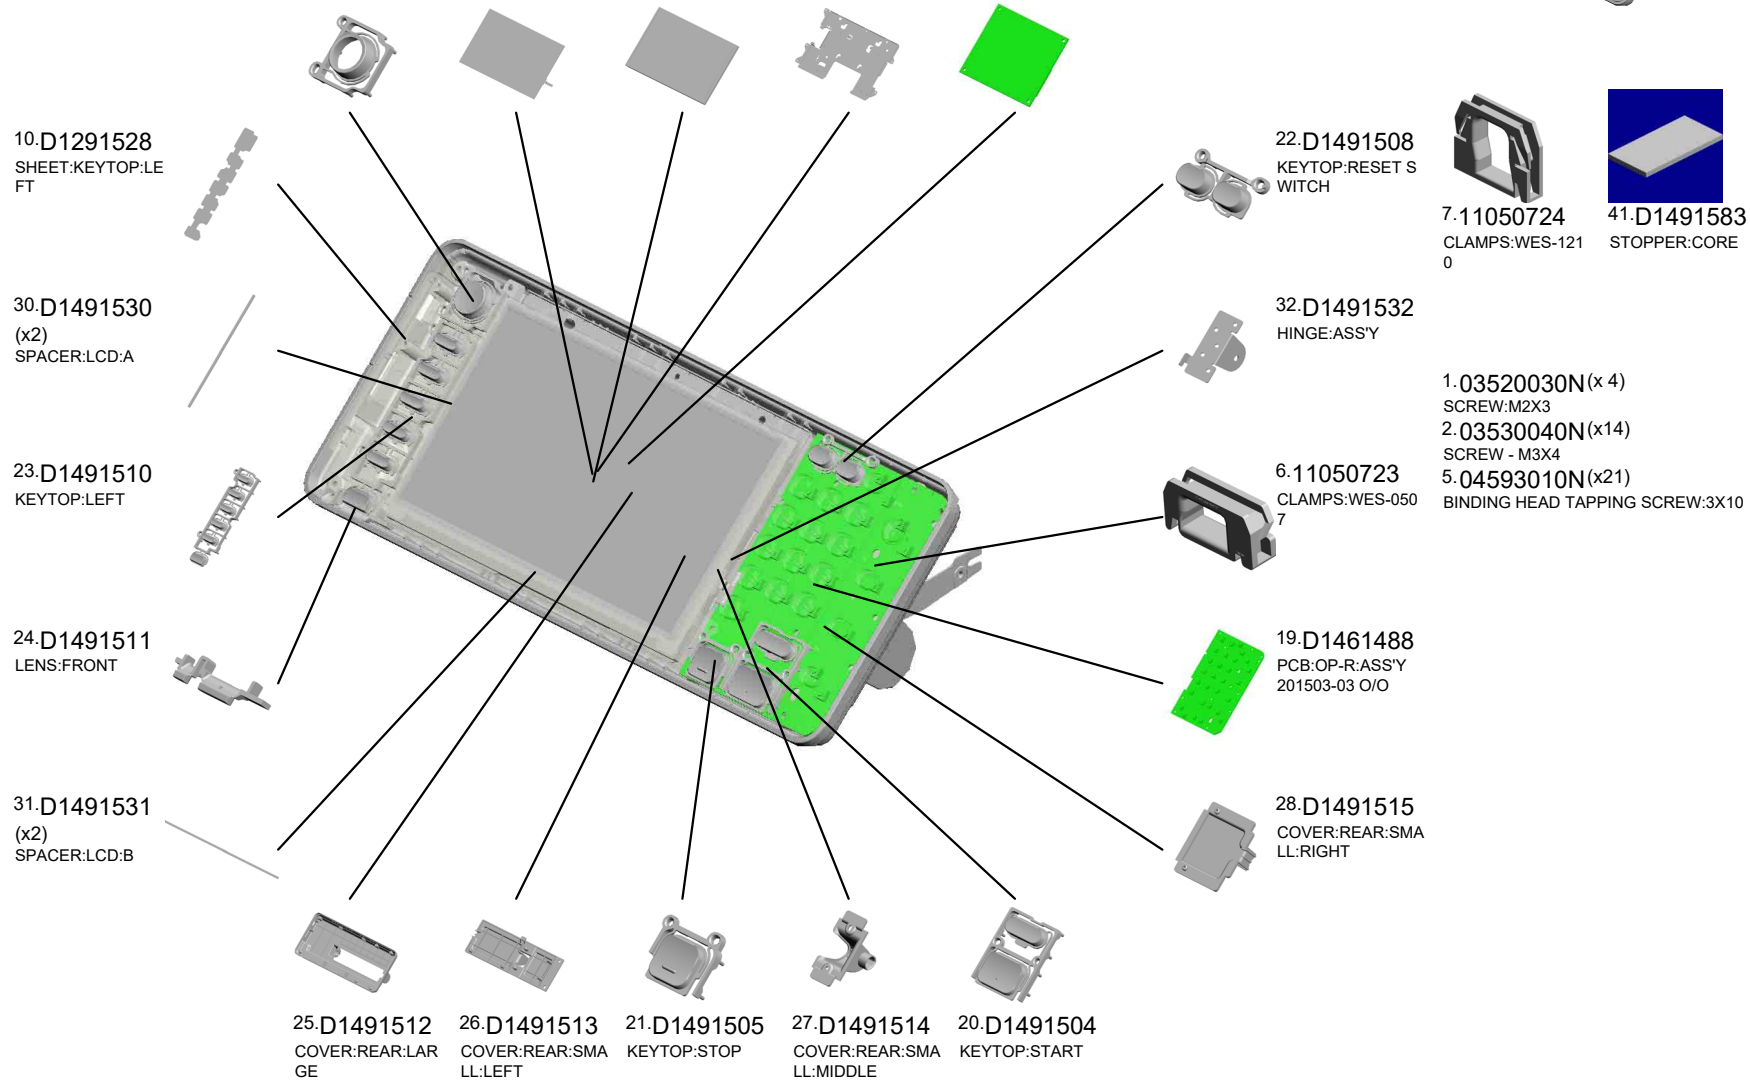 10.D1291528
SHEET:KEYTOP:LE
FT
30.D1491530
(x2)
SPACER:LCD:A
23.D1491510
KEYTOP:LEFT
24.D1491511
LENS:FRONT
31.D1491531
(x2)
SPACER:LCD:B
22.D1491508
KEYTOP:RESET S
WITCH
7.11050724
CLAMPS:WES-121
0
41.D1491583
STOPPER:CORE
32.D1491532
HINGE:ASS'Y
1.03520030N(x 4)
SCREW:M2X3
2.03530040N(x14)
SCREW - M3X4
5.04593010N(x21)
BINDING HEAD TAPPING SCREW:3X10
6.11050723
CLAMPS:WES-050
7
19.D1461488
PCB:OP-R:ASS'Y
201503-03 O/O
28.D1491515
COVER:REAR:SMA
LL:RIGHT
25.D1491512
COVER:REAR:LAR
GE
26.D1491513
COVER:REAR:SMA
LL:LEFT
21.D1491505
KEYTOP:STOP
27.D1491514
COVER:REAR:SMA
LL:MIDDLE
20.D1491504
KEYTOP:START